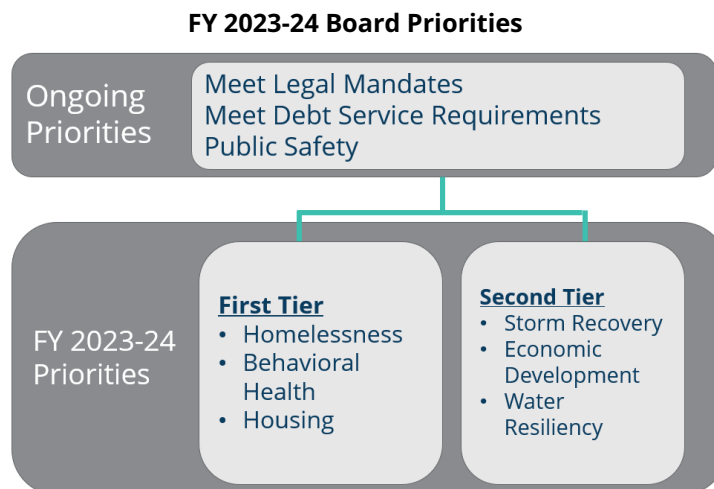 FY 2023-24 Board Priorities
Ongoing
Priorities
Meet Legal Mandates
Meet Debt Service Requirements
Public Safety
FY 2023-24
Priorities
First Tier
• Homelessness
• Behavioral
Health
• Housing
Second Tier
• Storm Recovery
• Economic
Development
• Water
Resiliency